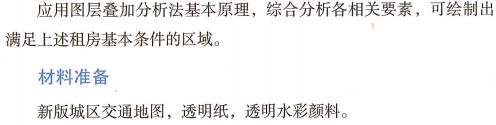 应用图层叠加分析法基本原理，综合分析各相关要素，可绘制出
满足上述租房基本条件的区域。
材料准备
新版城区交通地图，透明纸，透明水彩颜料。